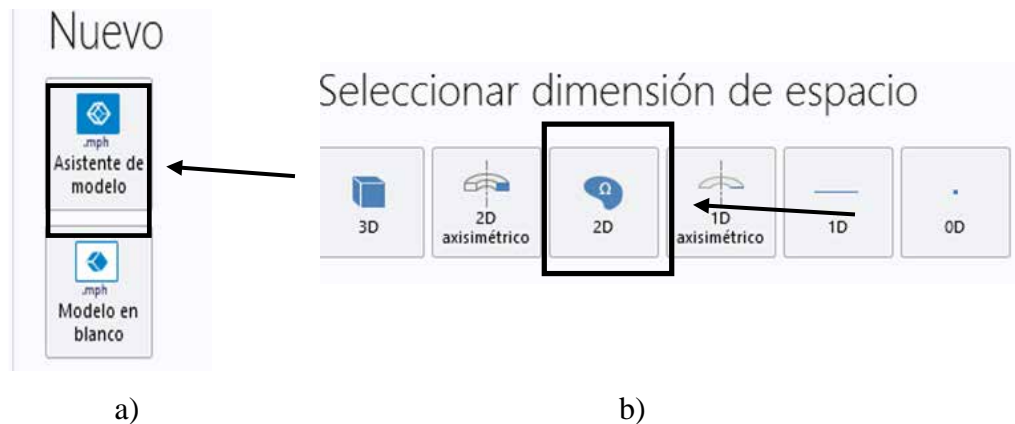 Nuevo
.mph
Asistente de
modelo
.mph
Modelo en
blanco
a)
Seleccionar dimensión de espacio
3D
2D
axisimétrico
Ω
2D
1D
axisimétrico
1D
0D
b)